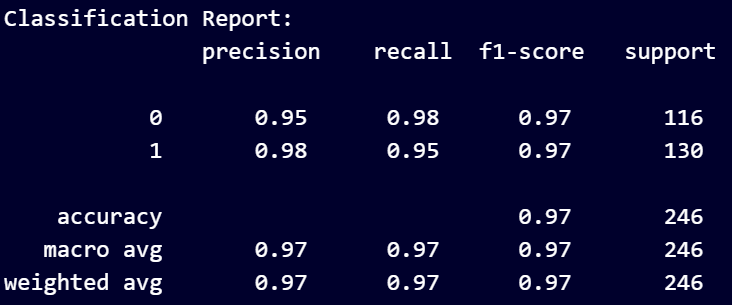 Classification Report:
precision recall f1-score support
0 0.95 0.98 0.97 116
1 0.98 0.95 0.97 130
accuracy 0.97 246
macro avg 0.97 0.97 0.97 246
weighted avg 0.97 0.97 0.97 246